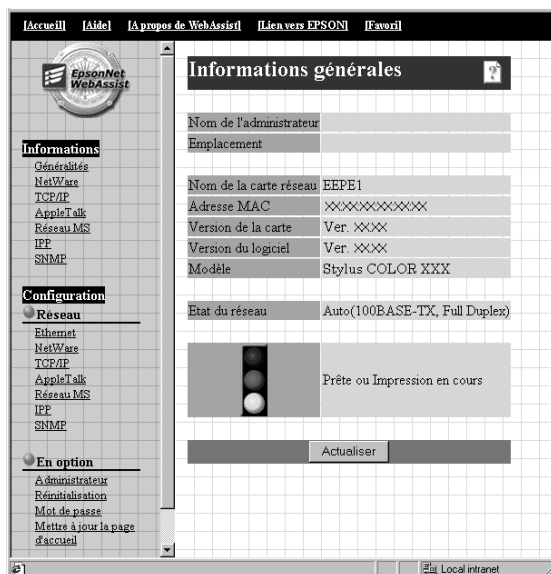 [Accueil] [Aide] [A propos de WebAssist] [Lien vers EPSON] [Favori]
EpsonNet
WebAssist
Informations
Généralités
NetWare
TCP/IP
AppleTalk
Réseau MS
IPP
SNMP
Configuration
Réseau
Ethernet
NetWare
TCP/IP
AppleTalk
Réseau MS
IPP
SNMP
En option
Administrateur
Réinitialisation
Mot de passe
Mettre à jour la page
d'accueil
Informations générales
?
Nom de l'administrateur
Emplacement
Nom de la carte réseau EEPE1
Adresse MAC XXXXXXXXXXXX
Version de la carte Ver. XX.XX
Version du logiciel Ver. XX.XX
Modèle Stylus COLOR XXX
Etat du réseau Auto(100BASE-TX, Full Duplex)
Prête ou Impression en cours
Actualiser
Local intranet